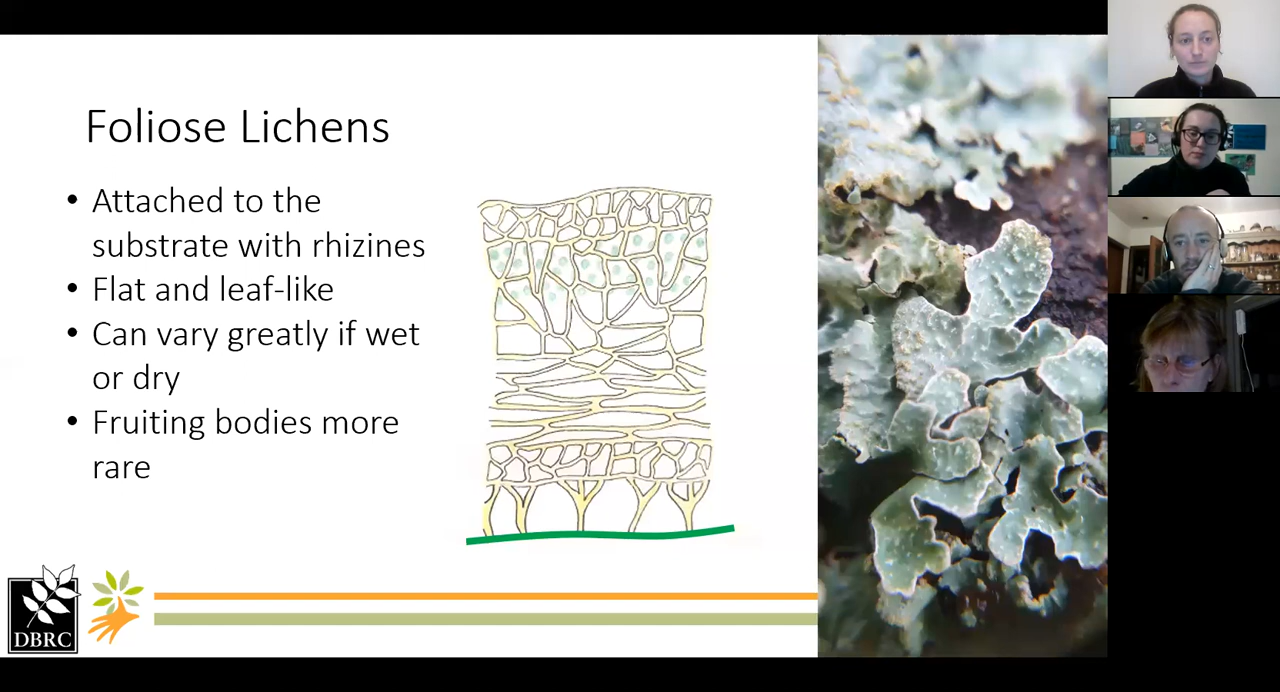 Foliose Lichens
• Attached to the
substrate with rhizines
• Flat and leaf-like
• Can vary greatly if wet
or dry
• Fruiting bodies more
rare
DBRC